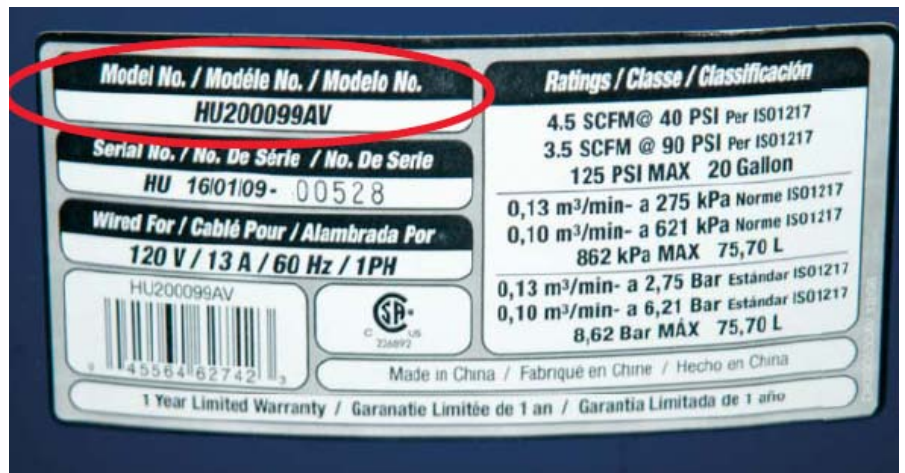 Model No. / Modéle No. / Modelo No.
HU200099AV
Serial No. / No. De Série / No. De Serie
HU 16/01/09- 00528
Wired For / Cablé Pour / Alambrada Por
120 V / 13 A / 60 Hz / 1PH
HU200099AV
9 45564 62742 3
CSA
C US
226892
Ratings / Classe / Classificación
4.5 SCFM@ 40 PSI Per ISO1217
3.5 SCFM @ 90 PSI Per ISO1217
125 PSI MAX 20 Gallon
0,13 m³/min- a 275 kPa Norme ISO1217
0,10 m³/min- a 621 kPa Norme ISO1217
862 kPa MAX 75,70 L
0,13 m³/min- a 2,75 Bar Estándar ISO1217
0,10 m³/min- a 6,21 Bar Estándar ISO1217
8,62 Bar MÁX 75,70 L
Made in China / Fabriqué en Chine / Hecho en China
1 Year Limited Warranty / Garanatie Limitée de 1 an / Garantía Limitada de 1 año